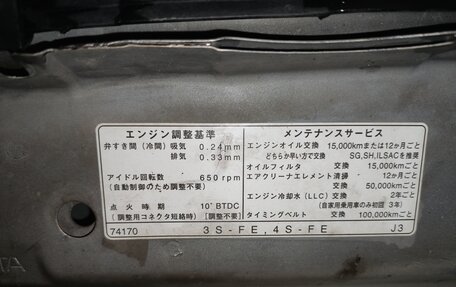 エンジン調整基準
弁すき間（冷間）吸気 0.24mm
排気 0.33mm
アイドル回転数 650rpm
（自動制御のため調整不要）
点火時期 10°BTDC
〔調整用コネクタ短絡時〕〔調整不要〕
メンテナンスサービス
エンジンオイル交換 15,000kmまたは12か月ごと
どちらか早い方で交換 SG,SH,ILSACを推奨
オイルフィルタ 交換 15,000kmごと
エアクリーナエレメント清掃 12か月ごと
交換 50,000kmごと
エンジン冷却水（LLC）交換 2年ごと
（自家用乗用車のみ初回 3年）
タイミングベルト 交換 100,000kmごと
74170 3S-FE,4S-FE J3
TA